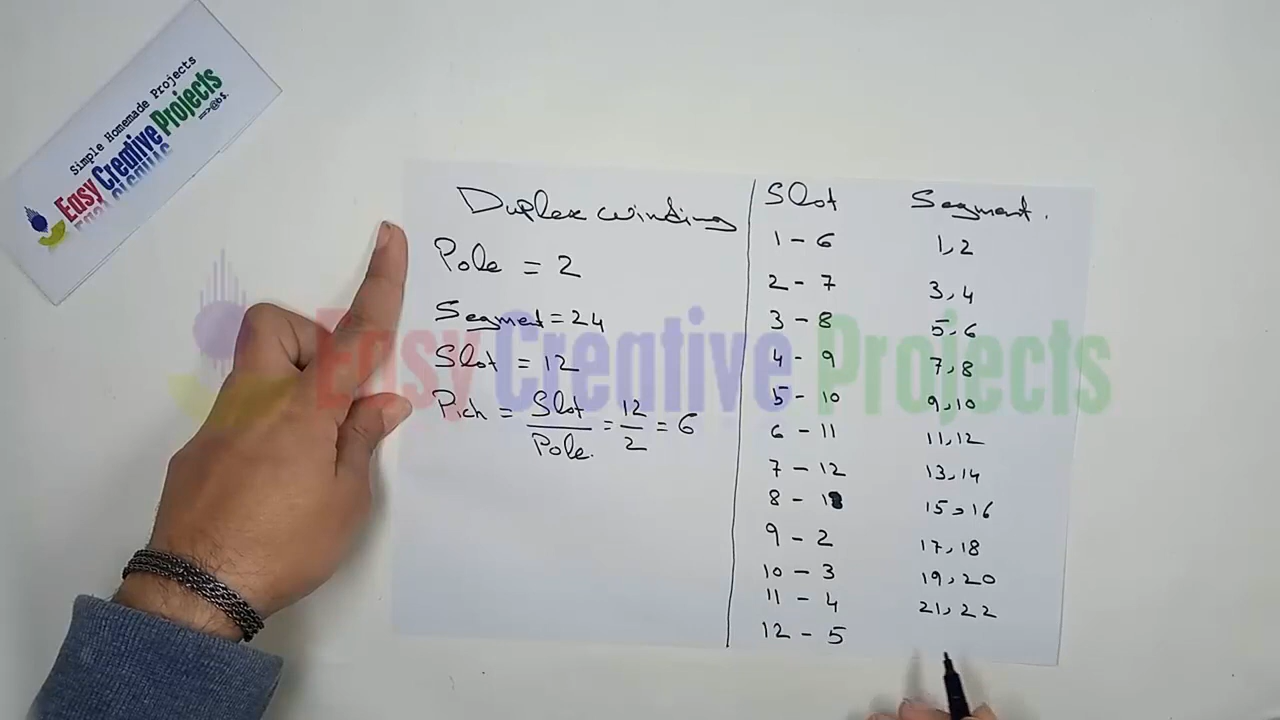 Simple Homemade Projects
Easy Creative Projects
==>@b$.
Easy Creative Projects
Duplex winding
Pole = 2
Segment = 24
Slot = 12
Pich = Slot / Pole. = 12 / 2 = 6
Slot Segment.
1 - 6 1,2
2 - 7 3,4
3 - 8 5,6
4 - 9 7,8
5 - 10 9,10
6 - 11 11,12
7 - 12 13,14
8 - 1 15,16
9 - 2 17,18
10 - 3 19,20
11 - 4 21,22
12 - 5